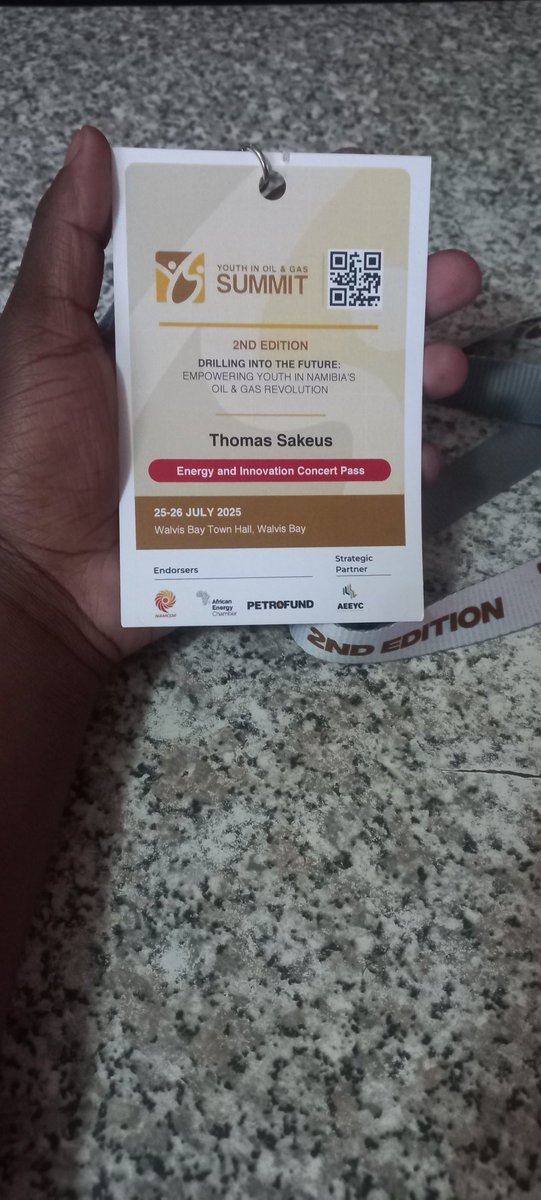 YOUTH IN OIL & GAS
SUMMIT
2ND EDITION
DRILLING INTO THE FUTURE:
EMPOWERING YOUTH IN NAMIBIA'S
OIL & GAS REVOLUTION
Thomas Sakeus
Energy and Innovation Concert Pass
25-26 JULY 2025
Walvis Bay Town Hall, Walvis Bay
Endorsers
Strategic
Partner
NAMCOR
African
Energy
Chamber
PETROFUND
AEEYC
2ND EDITION